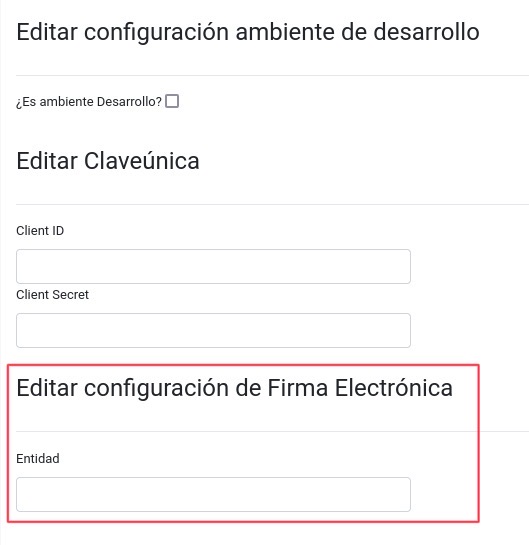 Editar configuración ambiente de desarrollo
¿Es ambiente Desarrollo?
Editar Claveúnica
Client ID
Client Secret
Editar configuración de Firma Electrónica
Entidad